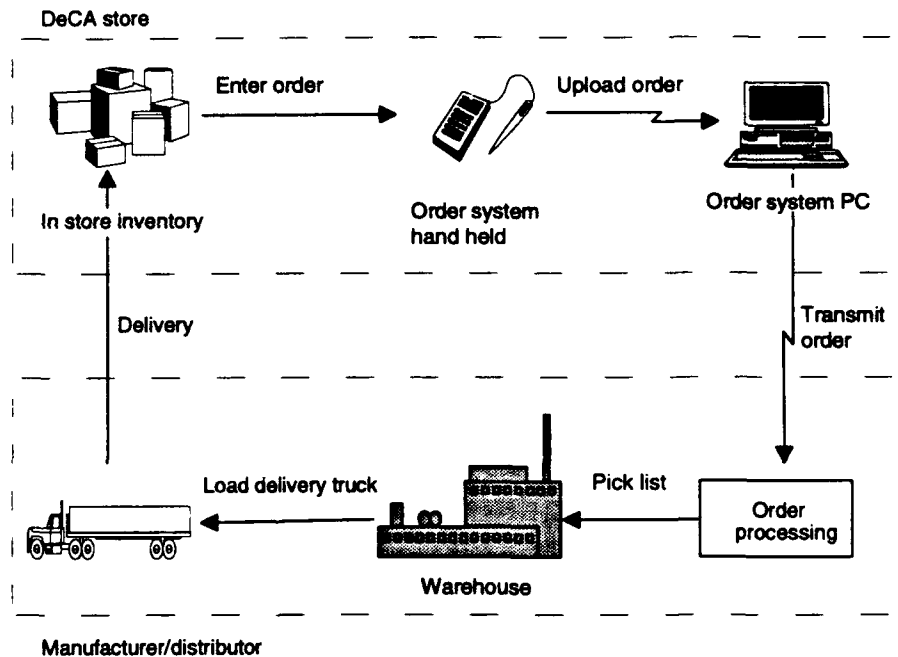 DeCA store
Enter order
Upload order
In store inventory
Order system
hand held
Order system PC
Delivery
Transmit
order
Load delivery truck
Pick list
Order
processing
Warehouse
Manufacturer/distributor